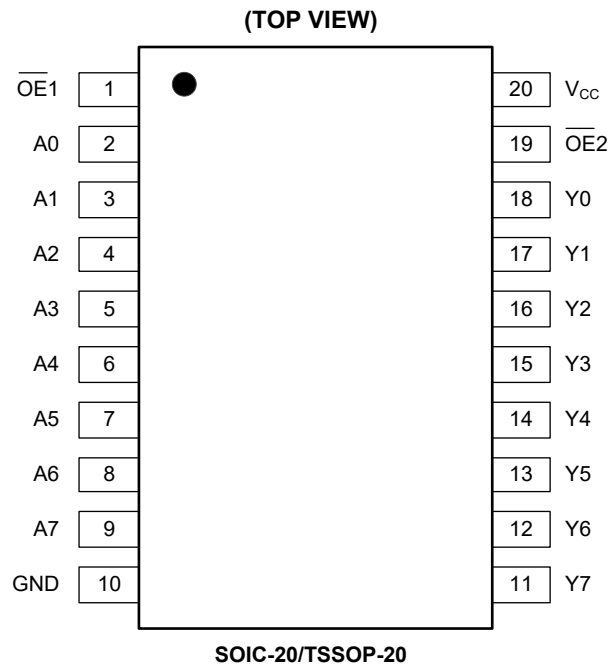 (TOP VIEW)
O̅E̅1 1 20 VCC
A0 2 19 O̅E̅2
A1 3 18 Y0
A2 4 17 Y1
A3 5 16 Y2
A4 6 15 Y3
A5 7 14 Y4
A6 8 13 Y5
A7 9 12 Y6
GND 10 11 Y7
SOIC-20/TSSOP-20